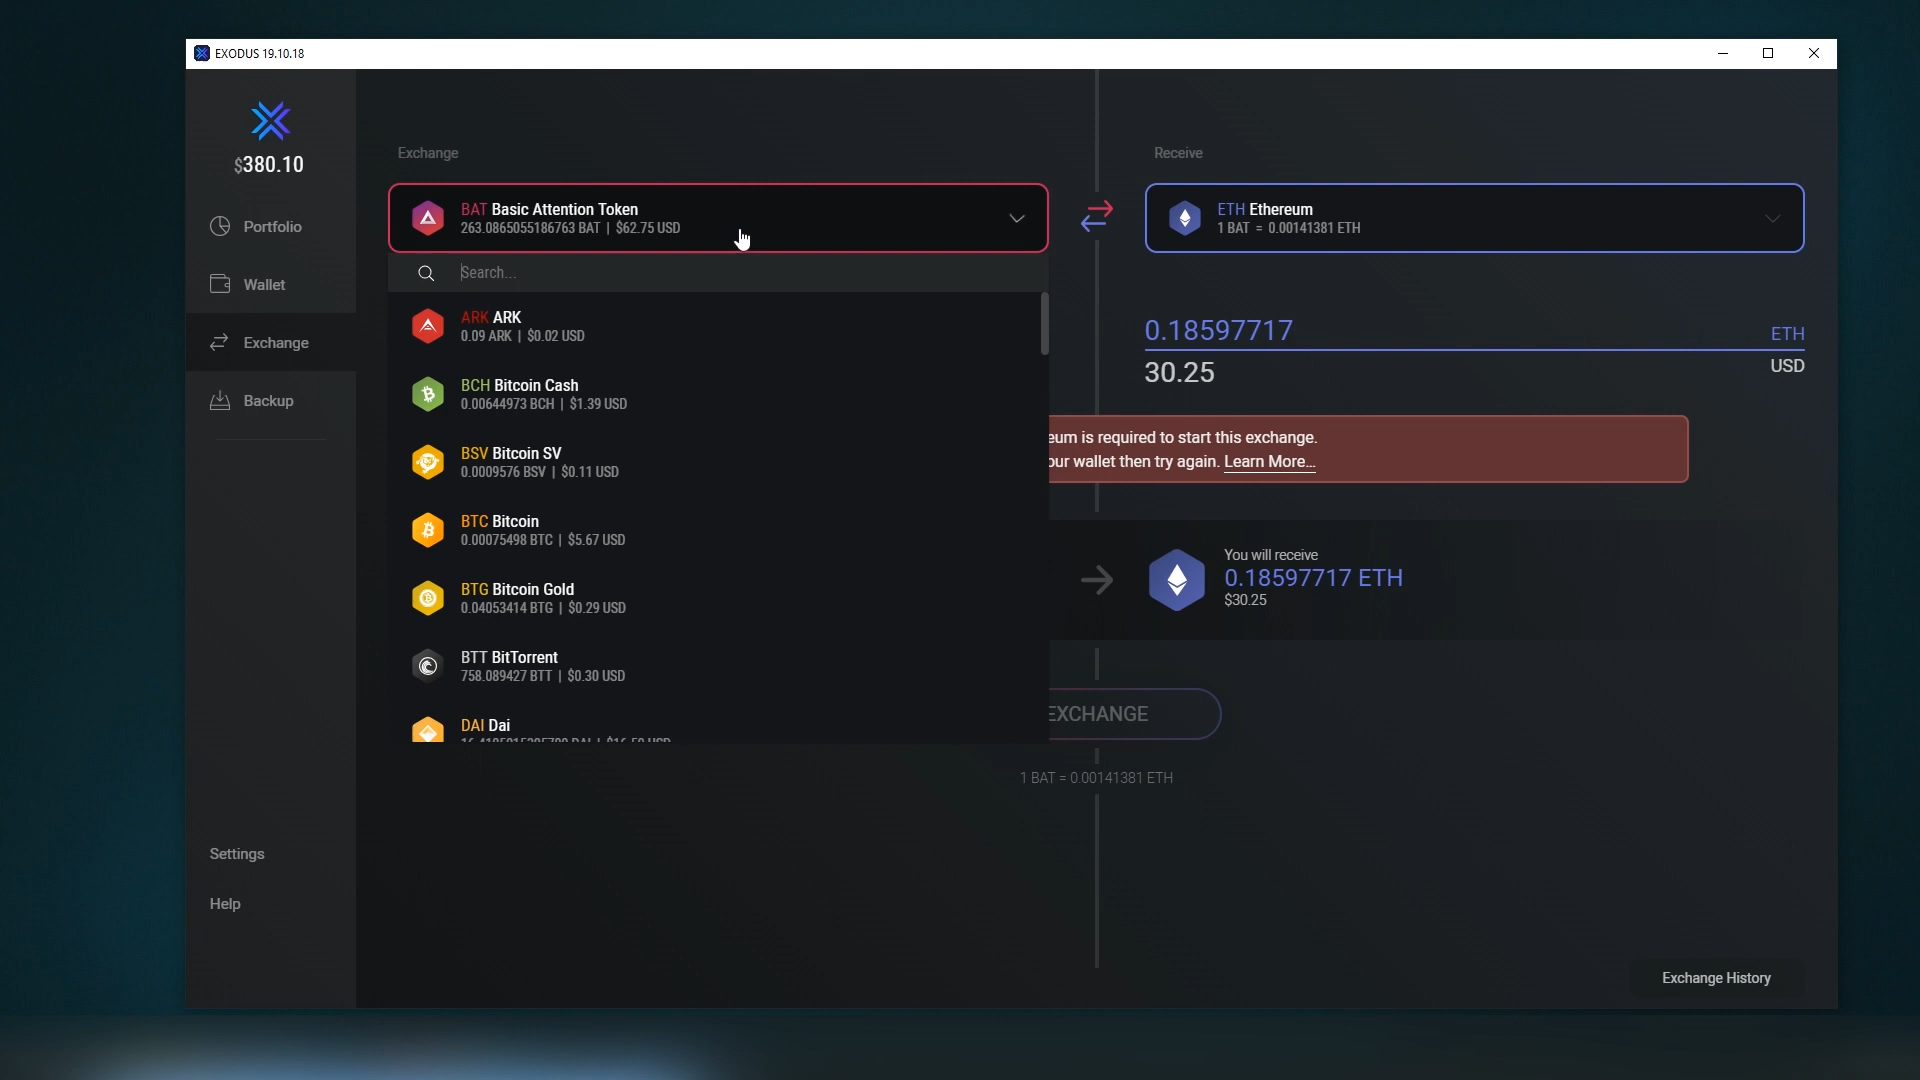 EXODUS 19.10.18
$380.10
Portfolio
Wallet
Exchange
Backup
Settings
Help
Exchange
BAT Basic Attention Token
263.0865055186763 BAT | $62.75 USD
Search...
ARK ARK
0.09 ARK | $0.02 USD
BCH Bitcoin Cash
0.00644973 BCH | $1.39 USD
BSV Bitcoin SV
0.0009576 BSV | $0.11 USD
BTC Bitcoin
0.00075498 BTC | $5.67 USD
BTG Bitcoin Gold
0.04053414 BTG | $0.29 USD
BTT BitTorrent
758.089427 BTT | $0.30 USD
DAI Dai
Receive
ETH Ethereum
1 BAT = 0.00141381 ETH
0.18597717 ETH
30.25 USD
eum is required to start this exchange.
our wallet then try again. Learn More...
You will receive
0.18597717 ETH
$30.25
EXCHANGE
1 BAT = 0.00141381 ETH
Exchange History